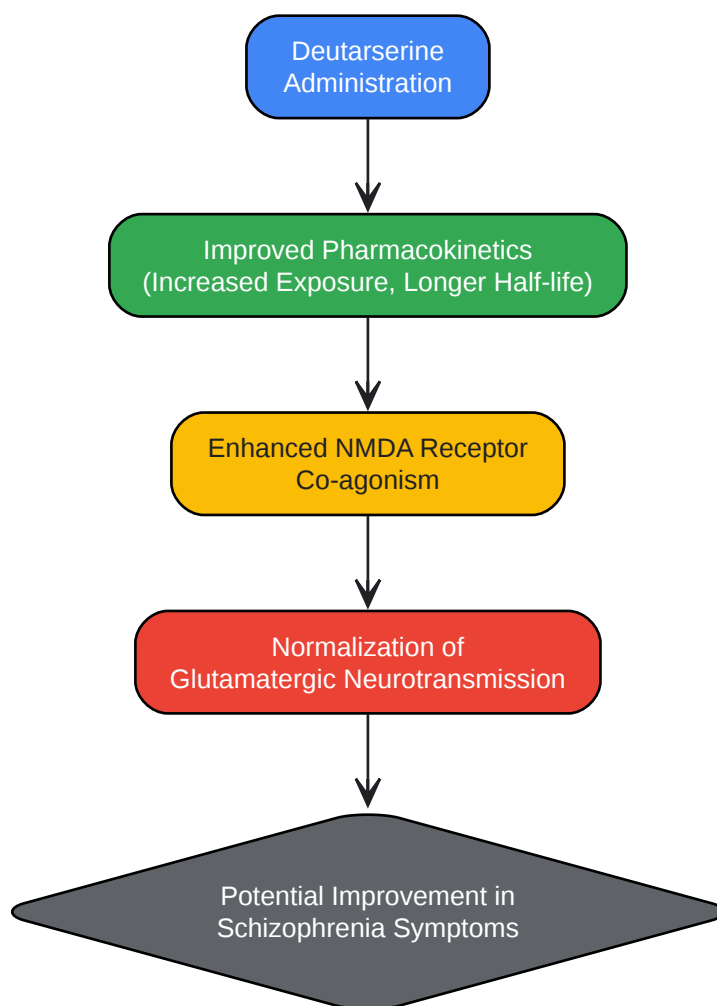 Deutarserine
Administration
Improved Pharmacokinetics
(Increased Exposure, Longer Half-life)
Enhanced NMDA Receptor
Co-agonism
Normalization of
Glutamatergic Neurotransmission
Potential Improvement in
Schizophrenia Symptoms